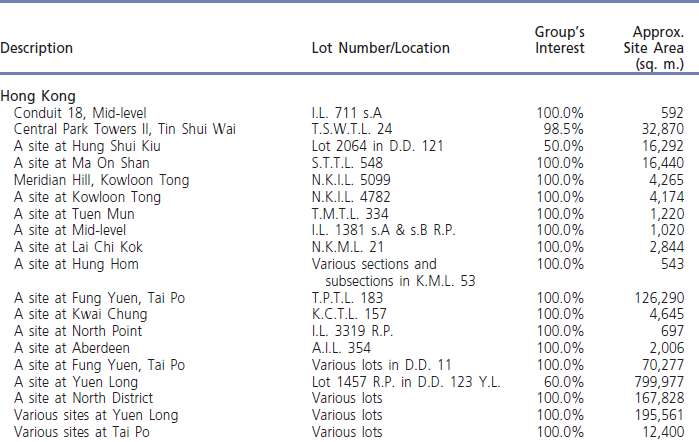 Description Lot Number/Location Group's Interest Approx. Site Area (sq. m.)
Hong Kong
Conduit 18, Mid-level I.L. 711 s.A 100.0% 592
Central Park Towers II, Tin Shui Wai T.S.W.T.L. 24 98.5% 32,870
A site at Hung Shui Kiu Lot 2064 in D.D. 121 50.0% 16,292
A site at Ma On Shan S.T.T.L. 548 100.0% 16,440
Meridian Hill, Kowloon Tong N.K.I.L. 5099 100.0% 4,265
A site at Kowloon Tong N.K.I.L. 4782 100.0% 4,174
A site at Tuen Mun T.M.T.L. 334 100.0% 1,220
A site at Mid-level I.L. 1381 s.A & s.B R.P. 100.0% 1,020
A site at Lai Chi Kok N.K.M.L. 21 100.0% 2,844
A site at Hung Hom Various sections and 100.0% 543
subsections in K.M.L. 53
A site at Fung Yuen, Tai Po T.P.T.L. 183 100.0% 126,290
A site at Kwai Chung K.C.T.L. 157 100.0% 4,645
A site at North Point I.L. 3319 R.P. 100.0% 697
A site at Aberdeen A.I.L. 354 100.0% 2,006
A site at Fung Yuen, Tai Po Various lots in D.D. 11 100.0% 70,277
A site at Yuen Long Lot 1457 R.P. in D.D. 123 Y.L. 60.0% 799,977
A site at North District Various lots 100.0% 167,828
Various sites at Yuen Long Various lots 100.0% 195,561
Various sites at Tai Po Various lots 100.0% 12,400